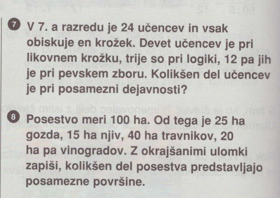 7 V 7. a razredu je 24 učencev in vsak
obiskuje en krožek. Devet učencev je pri
likovnem krožku, trije so pri logiki, 12 pa jih
je pri pevskem zboru. Kolikšen del učencev
je pri posamezni dejavnosti?
8 Posestvo meri 100 ha. Od tega je 25 ha
gozda, 15 ha njiv, 40 ha travnikov, 20
ha pa vinogradov. Z okrajšanimi ulomki
zapiši, kolikšen del posestva predstavljajo
posamezne površine.